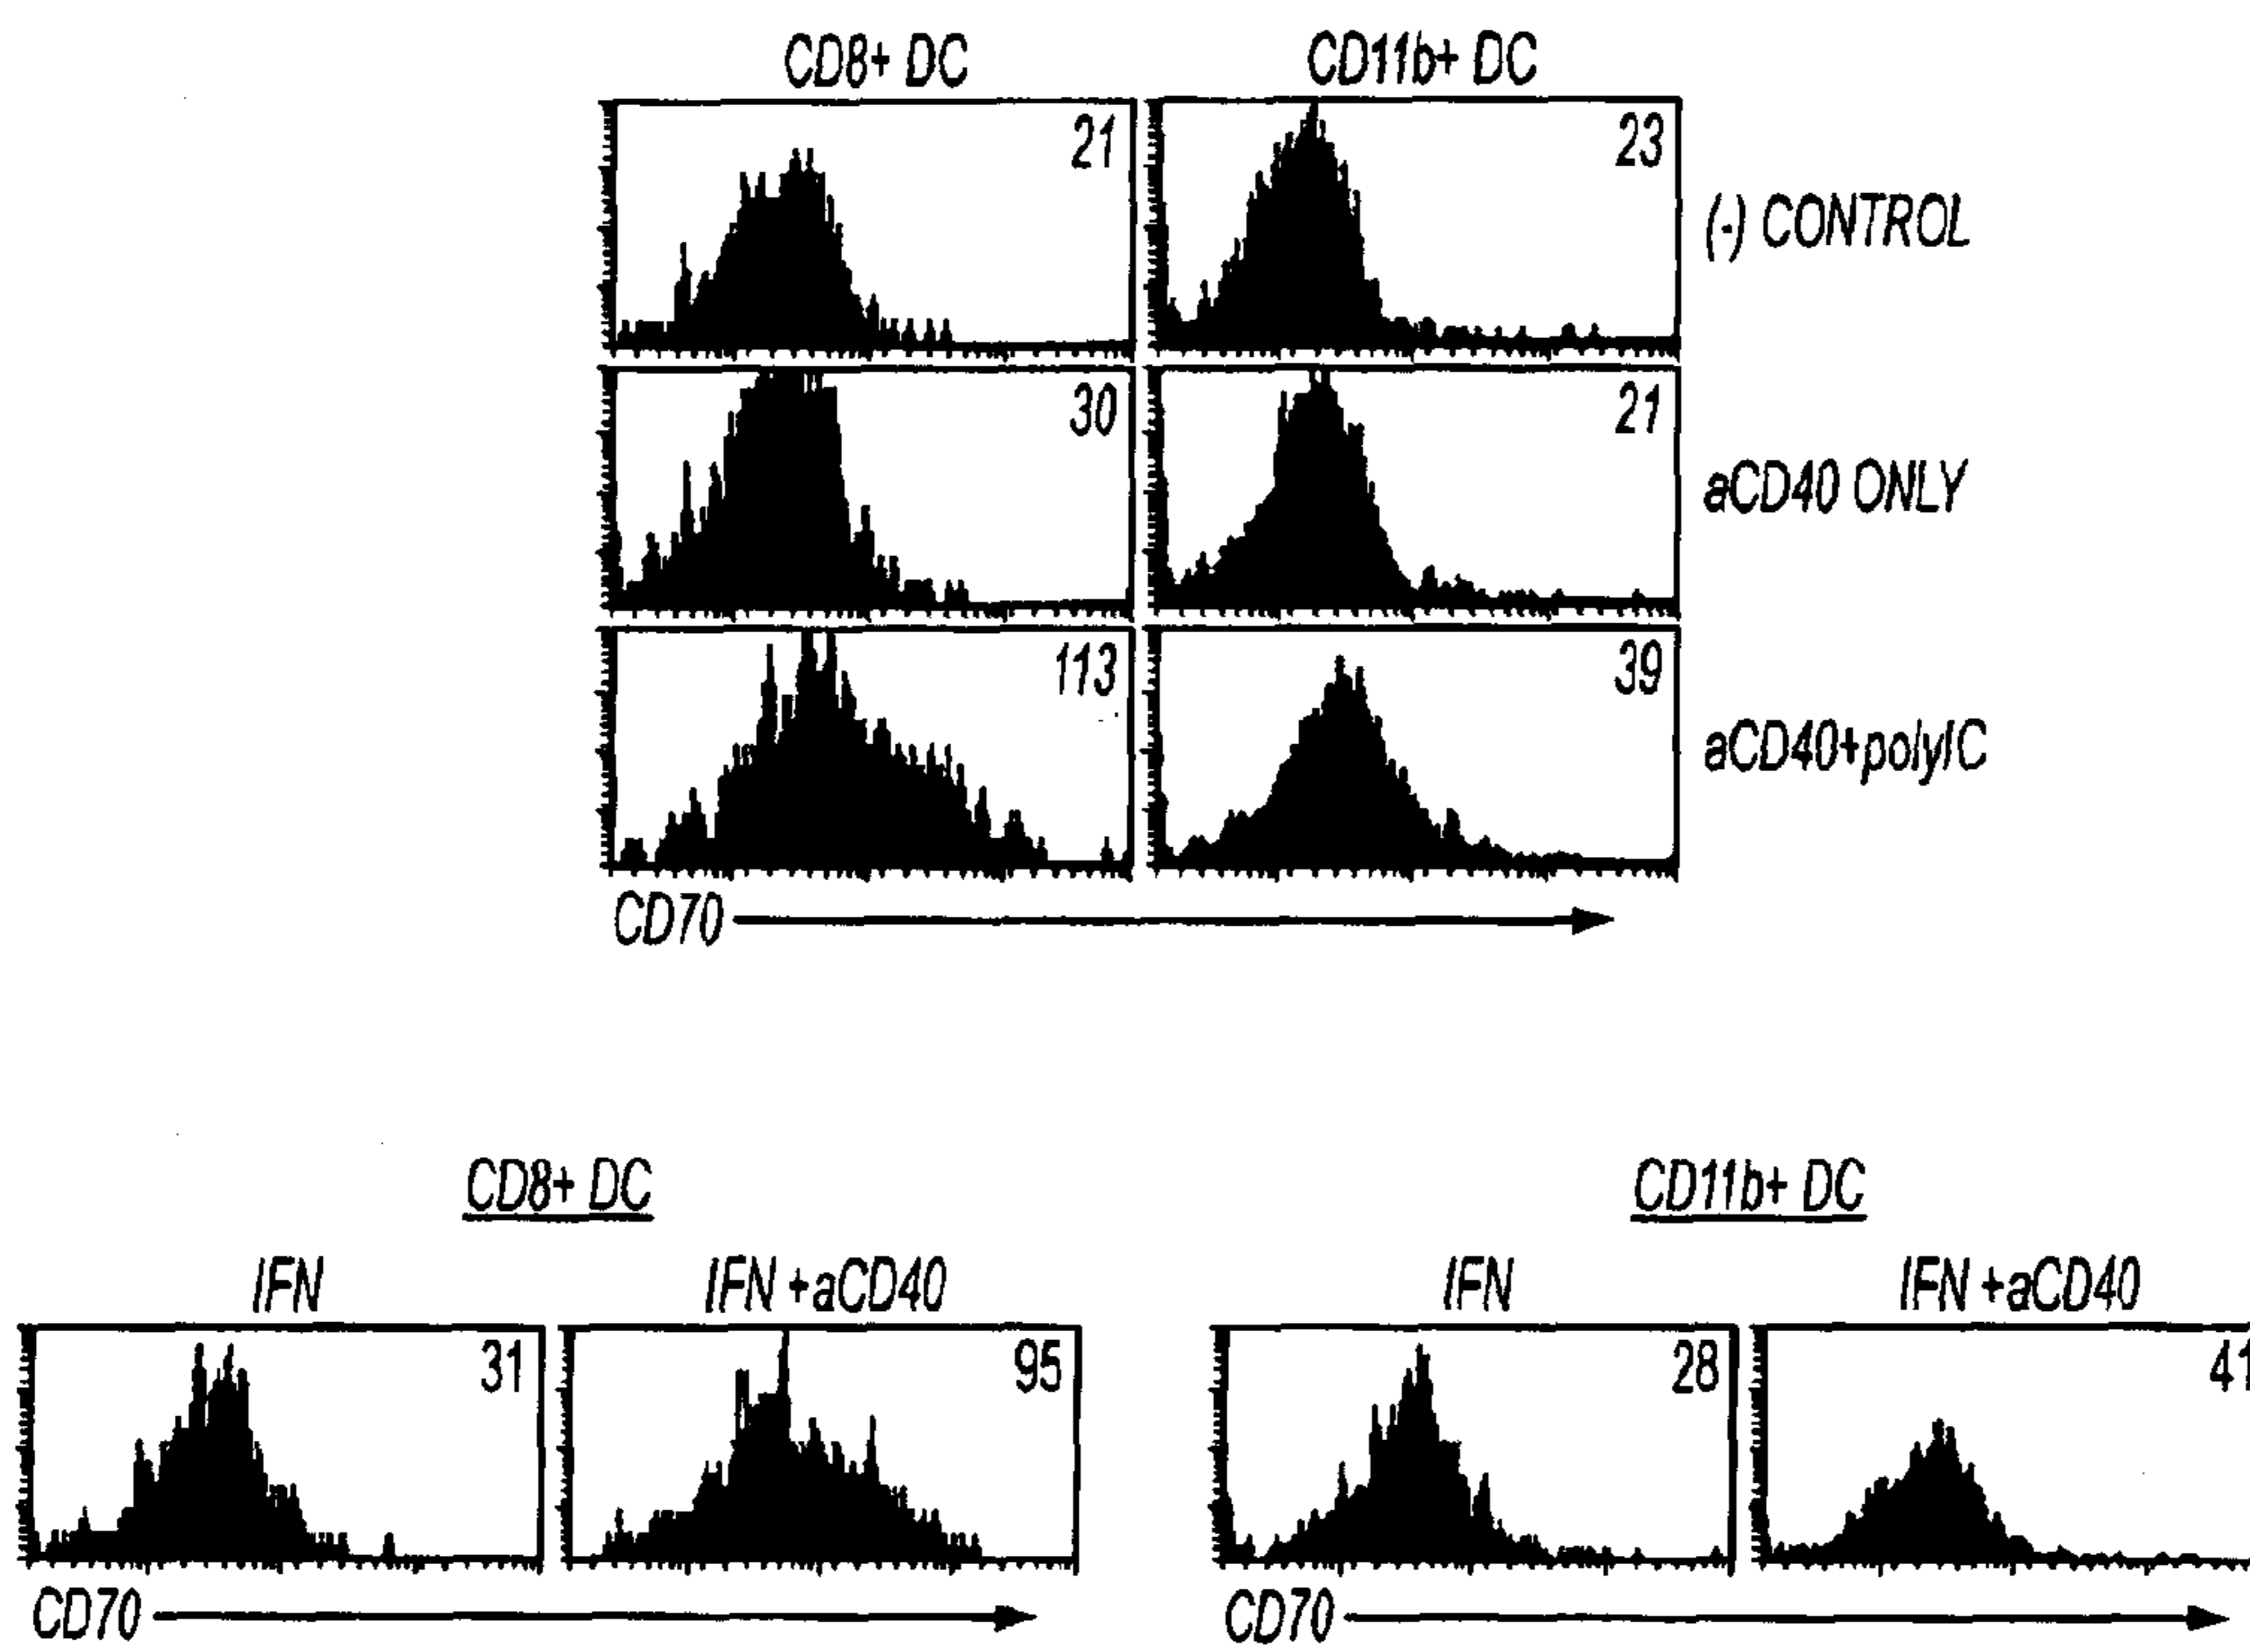 CD8+ DC CD11b+ DC
21 23 (-) CONTROL
30 21 aCD40 ONLY
113 39 aCD40+polyIC
CD70
CD8+ DC CD11b+ DC
IFN IFN +aCD40 IFN IFN +aCD40
31 95 28 41
CD70 CD70